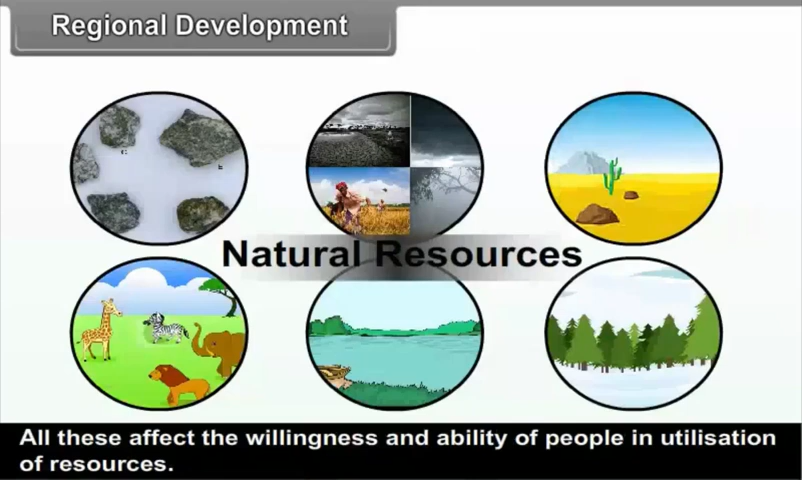 Regional Development
Natural Resources
All these affect the willingness and ability of people in utilisation
of resources.